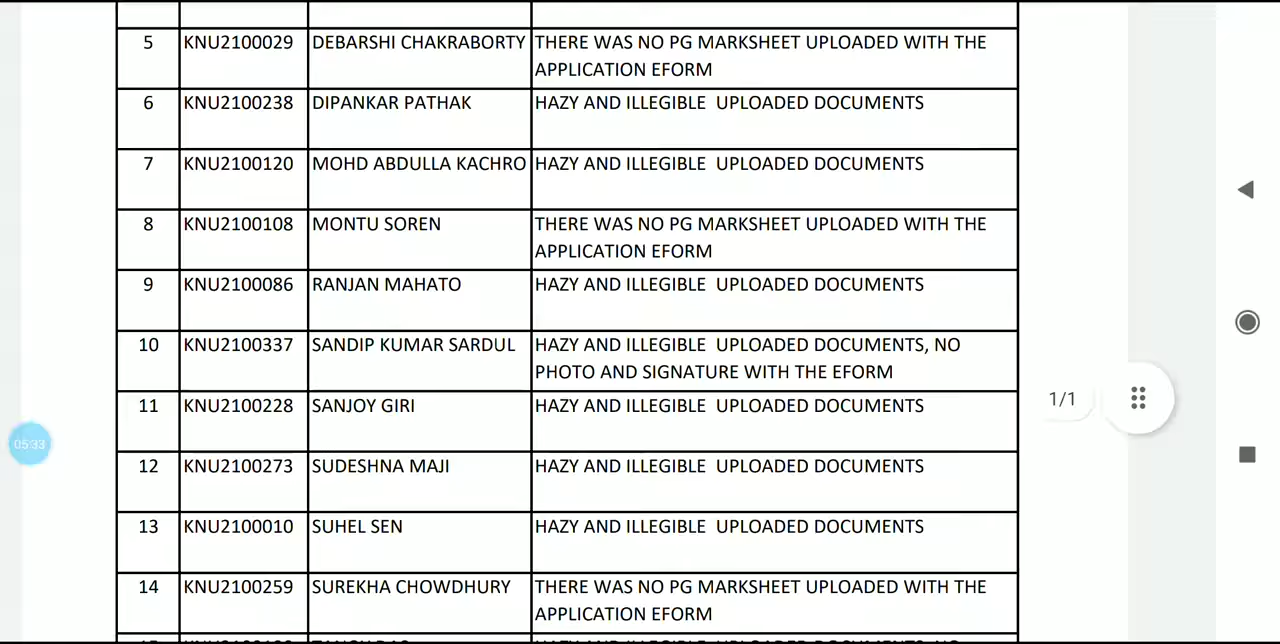 5 KNU2100029 DEBARSHI CHAKRABORTY THERE WAS NO PG MARKSHEET UPLOADED WITH THE
APPLICATION EFORM
6 KNU2100238 DIPANKAR PATHAK HAZY AND ILLEGIBLE UPLOADED DOCUMENTS
7 KNU2100120 MOHD ABDULLA KACHRO HAZY AND ILLEGIBLE UPLOADED DOCUMENTS
8 KNU2100108 MONTU SOREN THERE WAS NO PG MARKSHEET UPLOADED WITH THE
APPLICATION EFORM
9 KNU2100086 RANJAN MAHATO HAZY AND ILLEGIBLE UPLOADED DOCUMENTS
10 KNU2100337 SANDIP KUMAR SARDUL HAZY AND ILLEGIBLE UPLOADED DOCUMENTS, NO
PHOTO AND SIGNATURE WITH THE EFORM
1/1
11 KNU2100228 SANJOY GIRI HAZY AND ILLEGIBLE UPLOADED DOCUMENTS
05:33
12 KNU2100273 SUDESHNA MAJI HAZY AND ILLEGIBLE UPLOADED DOCUMENTS
13 KNU2100010 SUHEL SEN HAZY AND ILLEGIBLE UPLOADED DOCUMENTS
14 KNU2100259 SUREKHA CHOWDHURY THERE WAS NO PG MARKSHEET UPLOADED WITH THE
APPLICATION EFORM